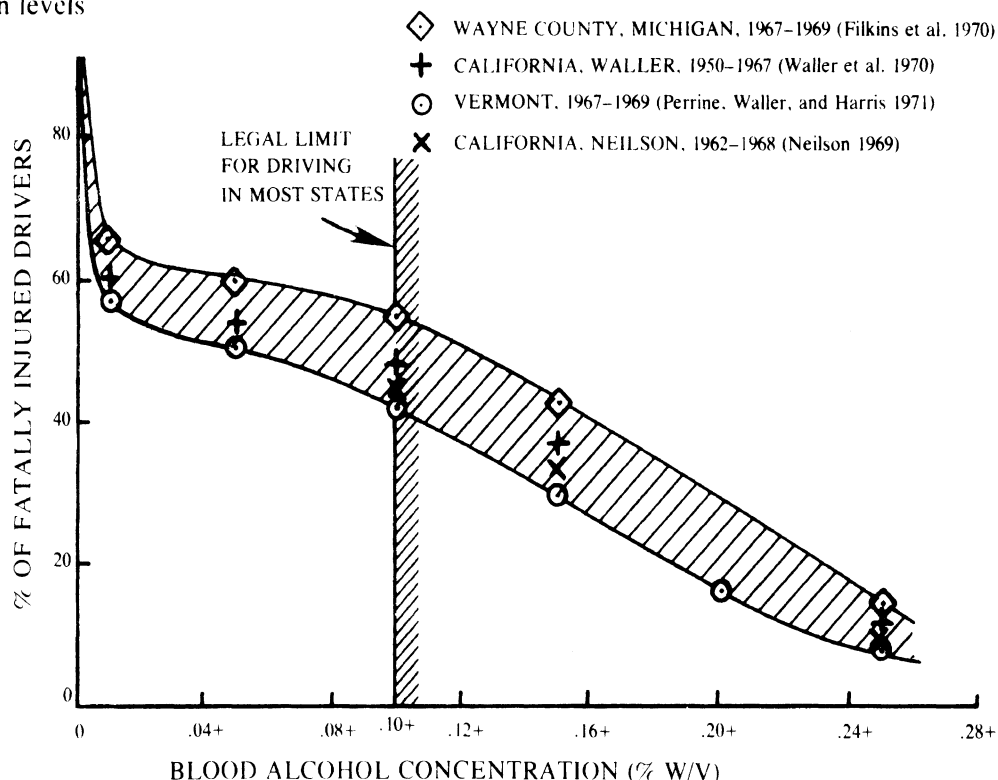 n levels
WAYNE COUNTY, MICHIGAN, 1967–1969 (Filkins et al. 1970)
CALIFORNIA, WALLER, 1950–1967 (Waller et al. 1970)
VERMONT, 1967–1969 (Perrine, Waller, and Harris 1971)
CALIFORNIA, NEILSON, 1962–1968 (Neilson 1969)
LEGAL LIMIT
FOR DRIVING
IN MOST STATES
% OF FATALLY INJURED DRIVERS
80
60
40
20
0
0 .04+ .08+ .10+ .12+ .16+ .20+ .24+ .28+
BLOOD ALCOHOL CONCENTRATION (% W/V)